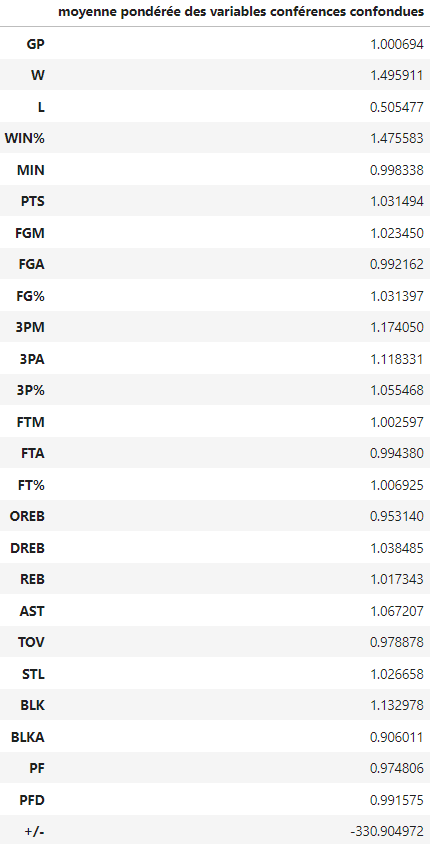 moyenne pondérée des variables conférences confondues
GP 1.000694
W 1.495911
L 0.505477
WIN% 1.475583
MIN 0.998338
PTS 1.031494
FGM 1.023450
FGA 0.992162
FG% 1.031397
3PM 1.174050
3PA 1.118331
3P% 1.055468
FTM 1.002597
FTA 0.994380
FT% 1.006925
OREB 0.953140
DREB 1.038485
REB 1.017343
AST 1.067207
TOV 0.978878
STL 1.026658
BLK 1.132978
BLKA 0.906011
PF 0.974806
PFD 0.991575
+/- -330.904972